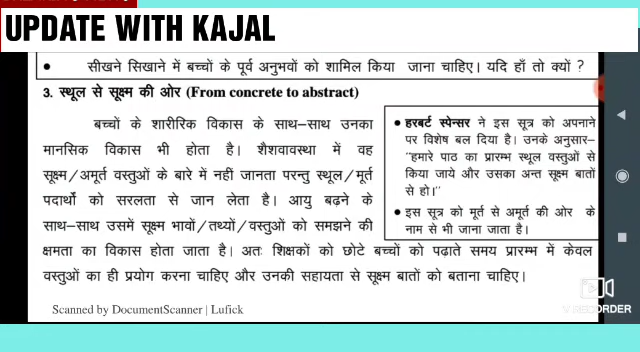 UPDATE WITH KAJAL
• सीखने सिखाने में बच्चों के पूर्व अनुभवों को शामिल किया जाना चाहिए। यदि हाँ तो क्यों ?
3. स्थूल से सूक्ष्म की ओर (From concrete to abstract)
बच्चों के शारीरिक विकास के साथ–साथ उनका
मानसिक विकास भी होता है। शैशवावस्था में वह
सूक्ष्म/अमूर्त वस्तुओं के बारे में नहीं जानता परन्तु स्थूल/मूर्त
पदार्थों को सरलता से जान लेता है। आयु बढ़ने के
साथ–साथ उसमें सूक्ष्म भावों/तथ्यों/वस्तुओं को समझने की
क्षमता का विकास होता जाता है। अतः शिक्षकों को छोटे बच्चों को पढ़ाते समय प्रारम्भ में केवल
वस्तुओं का ही प्रयोग करना चाहिए और उनकी सहायता से सूक्ष्म बातों को बताना चाहिए।
• हरबर्ट स्पेन्सर ने इस सूत्र को अपनाने
पर विशेष बल दिया है। उनके अनुसार–
"हमारे पाठ का प्रारम्भ स्थूल वस्तुओं से
किया जाये और उसका अन्त सूक्ष्म बातों
से हो।"
• इस सूत्र को मूर्त से अमूर्त की ओर के
नाम से भी जाना जाता है।
Scanned by DocumentScanner | Lufick